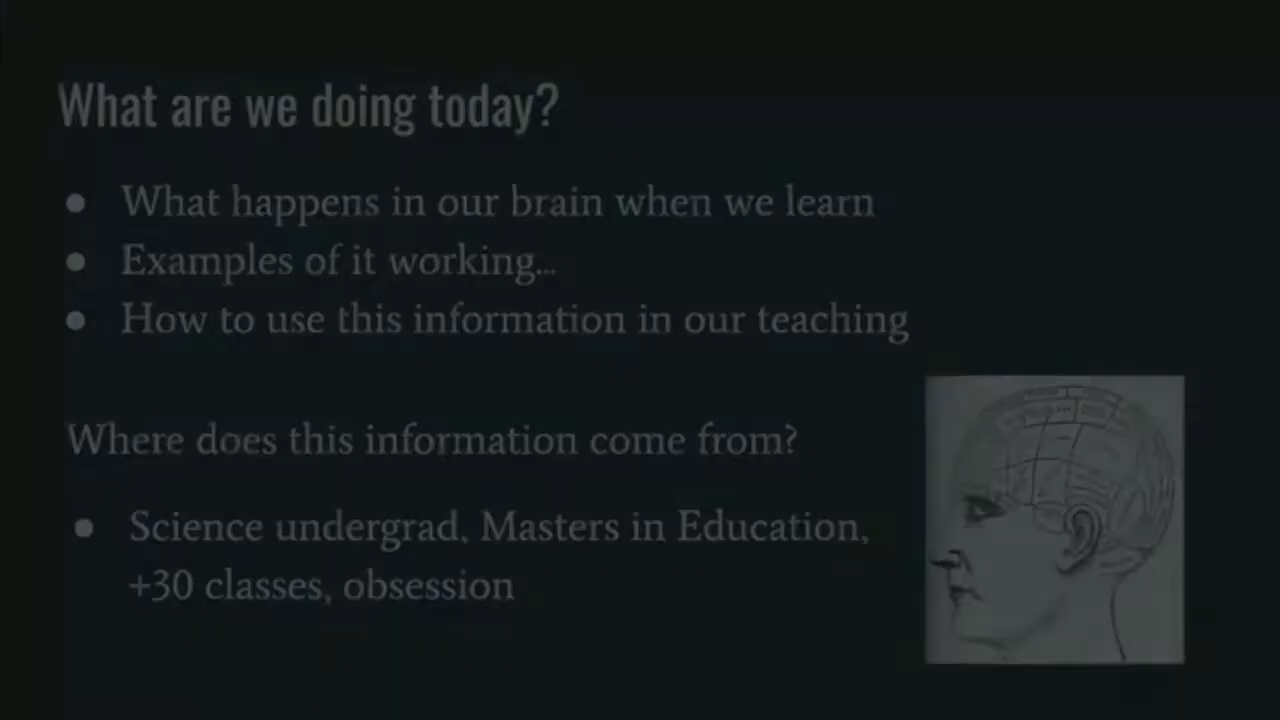 What are we doing today?
● What happens in our brain when we learn
● Examples of it working...
● How to use this information in our teaching
Where does this information come from?
● Science undergrad, Masters in Education,
+30 classes, obsession